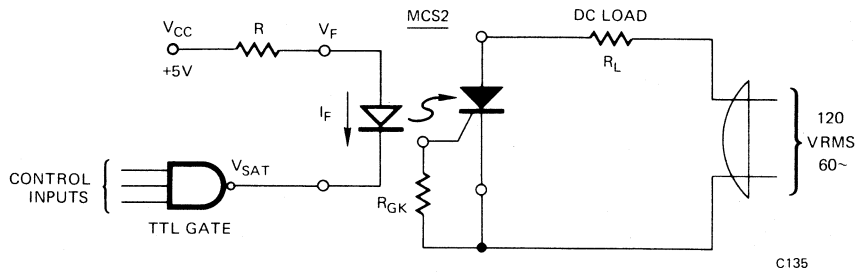 MCS2
DC LOAD
V_CC
R
V_F
+5V
R_L
I_F
120
VRMS
60~
V_SAT
CONTROL
INPUTS
R_GK
TTL GATE
C135